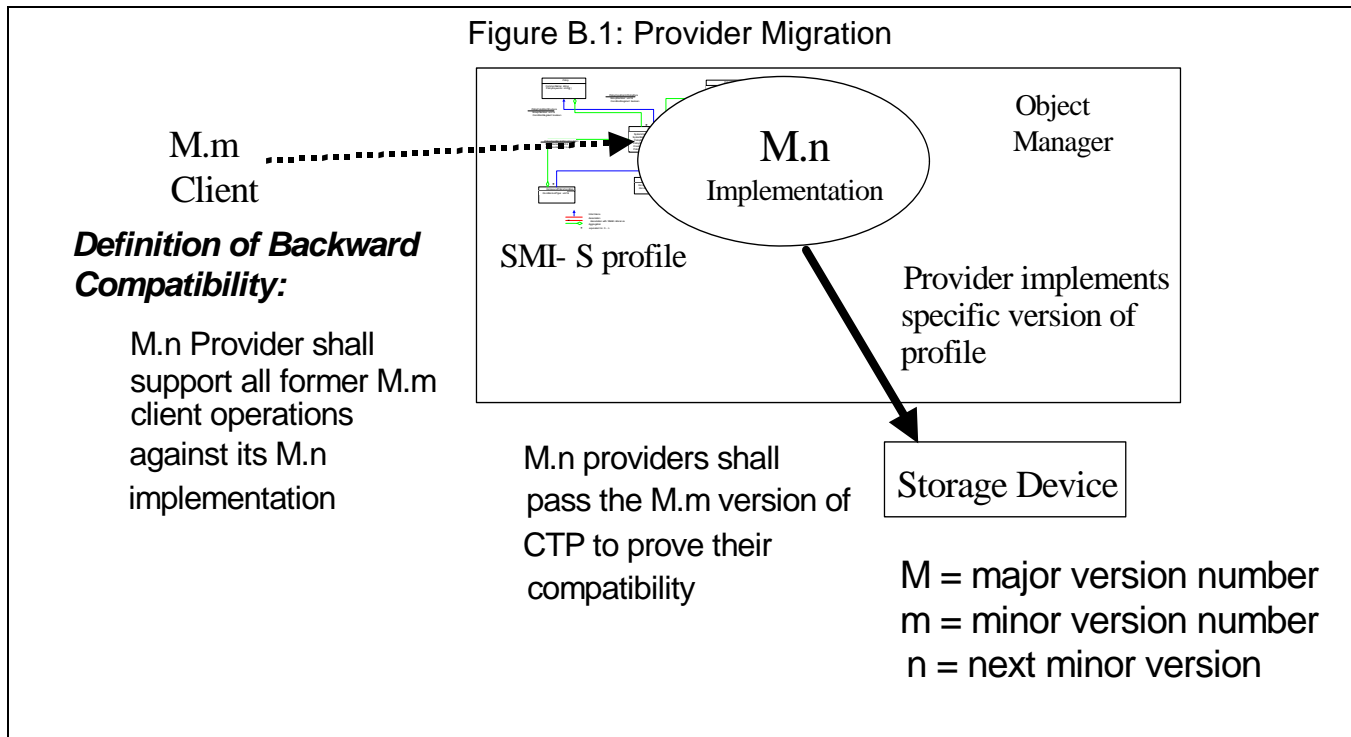 Figure B.1: Provider Migration
M.m
Client
M.n
Implementation
Object
Manager
SMI- S profile
Provider implements
specific version of
profile
Definition of Backward
Compatibility:
M.n Provider shall
support all former M.m
client operations
against its M.n
implementation
M.n providers shall
pass the M.m version of
CTP to prove their
compatibility
Storage Device
M = major version number
m = minor version number
n = next minor version